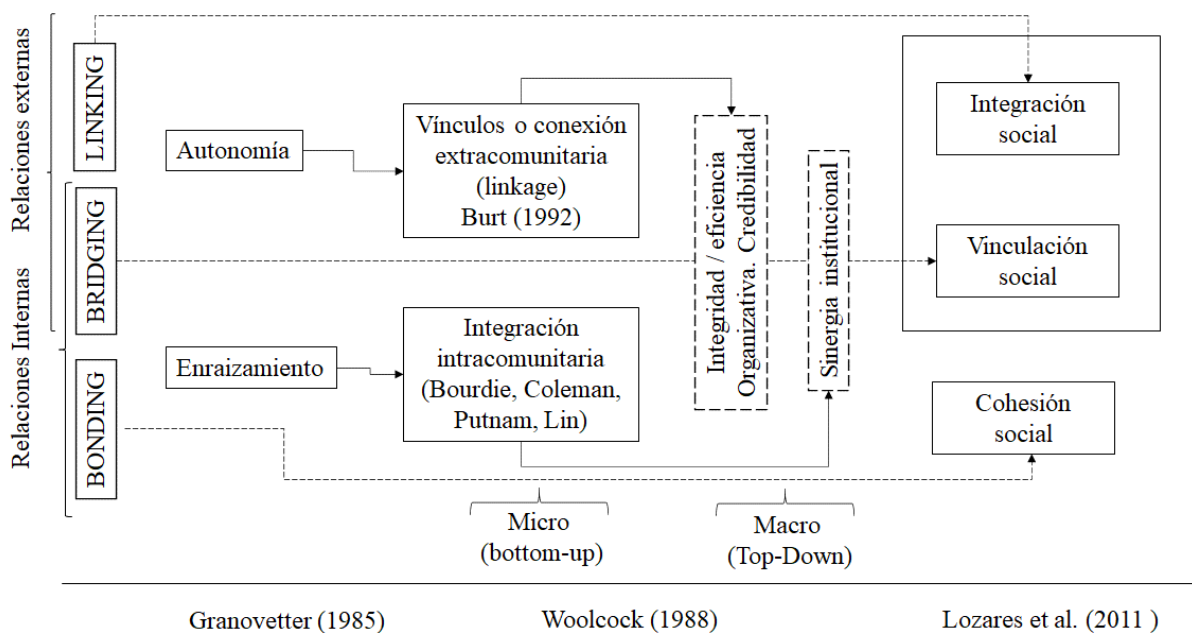 Relaciones externas
LINKING
Autonomía
Vínculos o conexión
extracomunitaria
(linkage)
Burt (1992)
Integridad / eficiencia
Organizativa. Credibilidad
Sinergia institucional
Integración
social
Vinculación
social
BRIDGING
Relaciones Internas
BONDING
Enraizamiento
Integración
intracomunitaria
(Bourdie, Coleman,
Putnam, Lin)
Cohesión
social
Micro
(bottom-up)
Macro
(Top-Down)
Granovetter (1985)
Woolcock (1988)
Lozares et al. (2011 )